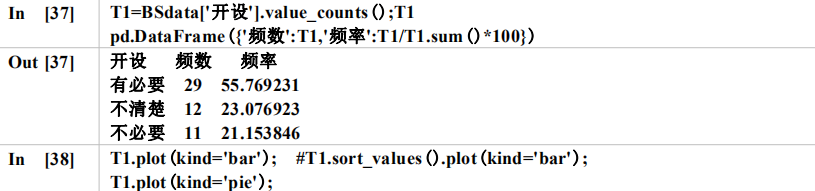 In [37] T1=BSdata['开设'].value_counts();T1
pd.DataFrame({'频数':T1,'频率':T1/T1.sum()*100})
Out [37] 开设 频数 频率
有必要 29 55.769231
不清楚 12 23.076923
不必要 11 21.153846
In [38] T1.plot(kind='bar'); #T1.sort_values().plot(kind='bar');
T1.plot(kind='pie');